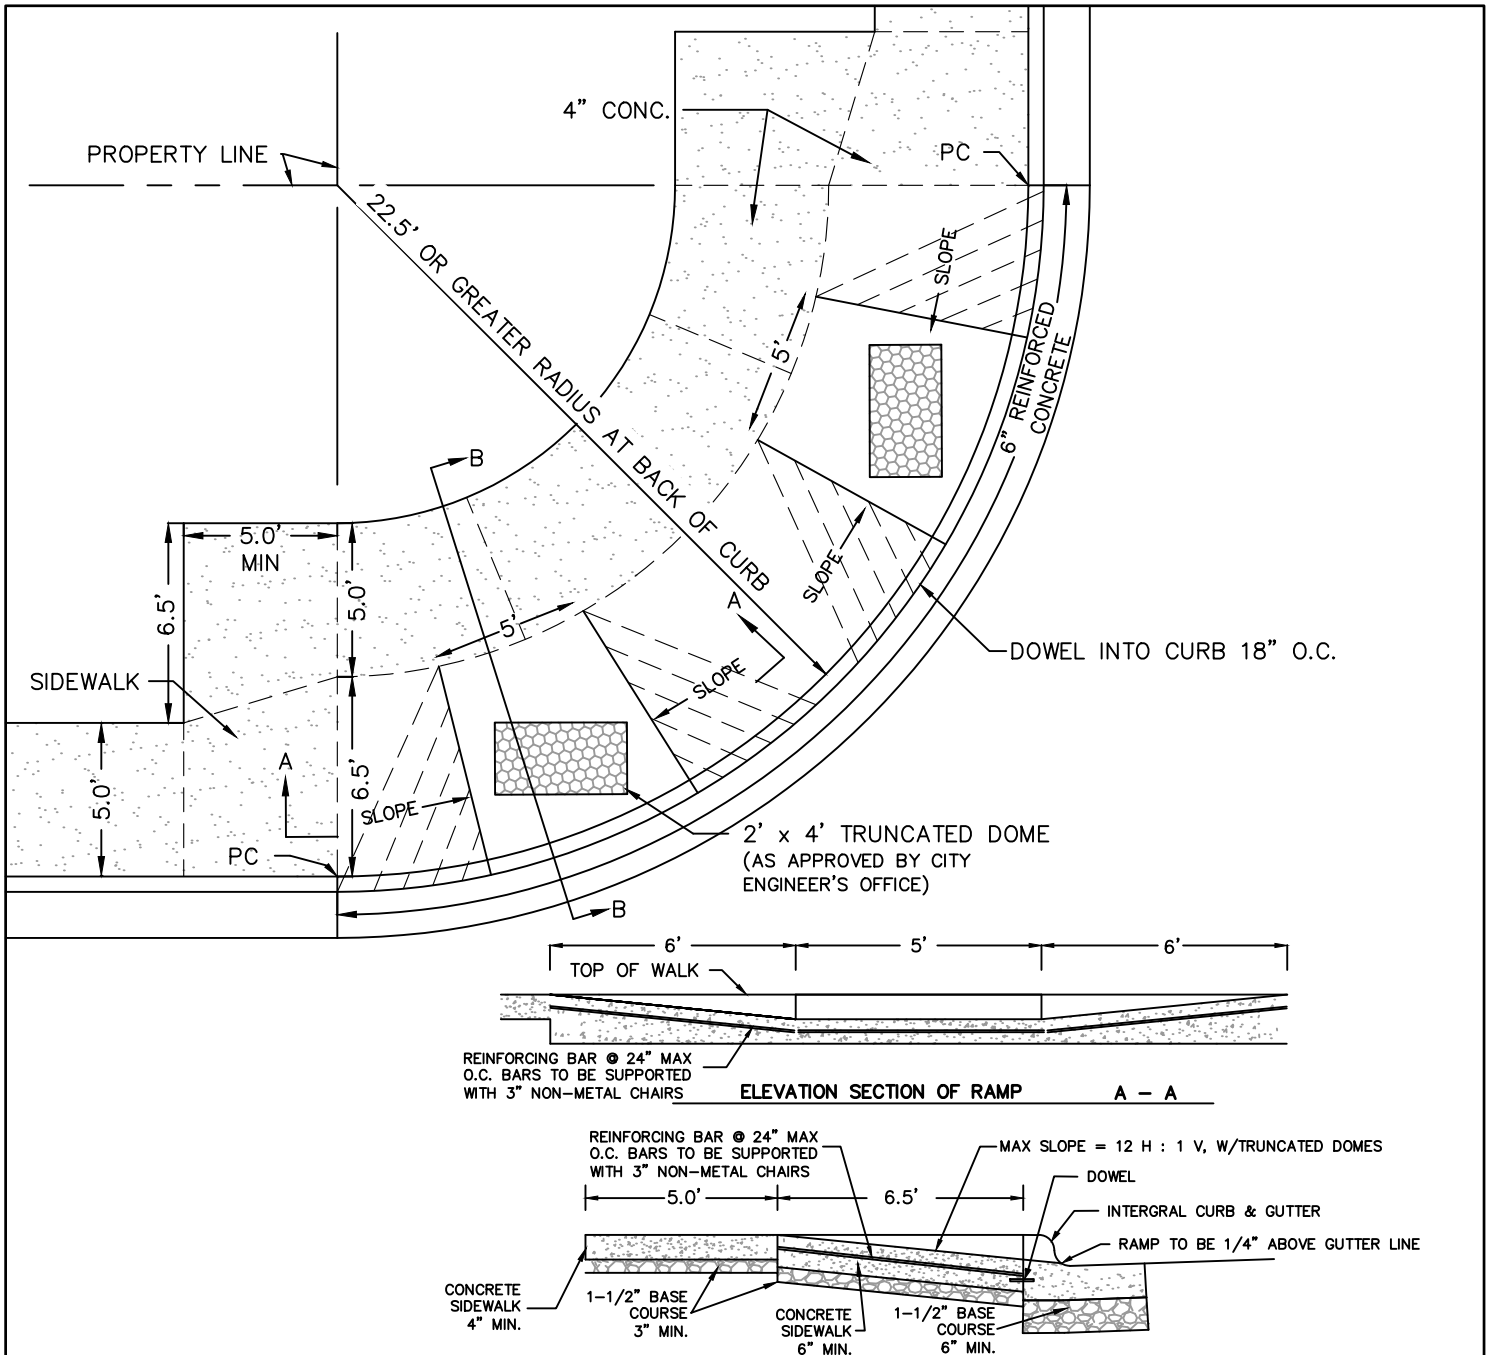 4" CONC.
PROPERTY LINE
PC
22.5' OR GREATER RADIUS AT BACK OF CURB
SLOPE
5'
6" REINFORCED
CONCRETE
B
5.0'
MIN
6.5'
5.0'
SLOPE
A
DOWEL INTO CURB 18" O.C.
5'
SIDEWALK
SLOPE
A
5.0'
6.5'
SLOPE
PC
2' x 4' TRUNCATED DOME
(AS APPROVED BY CITY
ENGINEER'S OFFICE)
B
6' 5' 6'
TOP OF WALK
REINFORCING BAR @ 24" MAX
O.C. BARS TO BE SUPPORTED
WITH 3" NON-METAL CHAIRS
ELEVATION SECTION OF RAMP A - A
REINFORCING BAR @ 24" MAX
O.C. BARS TO BE SUPPORTED
WITH 3" NON-METAL CHAIRS
MAX SLOPE = 12 H : 1 V, W/TRUNCATED DOMES
DOWEL
5.0' 6.5'
INTERGRAL CURB & GUTTER
RAMP TO BE 1/4" ABOVE GUTTER LINE
CONCRETE
SIDEWALK
4" MIN.
1-1/2" BASE
COURSE
3" MIN.
CONCRETE
SIDEWALK
6" MIN.
1-1/2" BASE
COURSE
6" MIN.